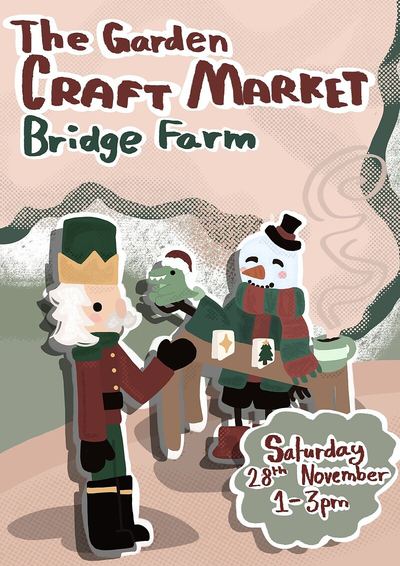 The Garden
Craft Market
Bridge Farm
Saturday
28th November
1-3pm